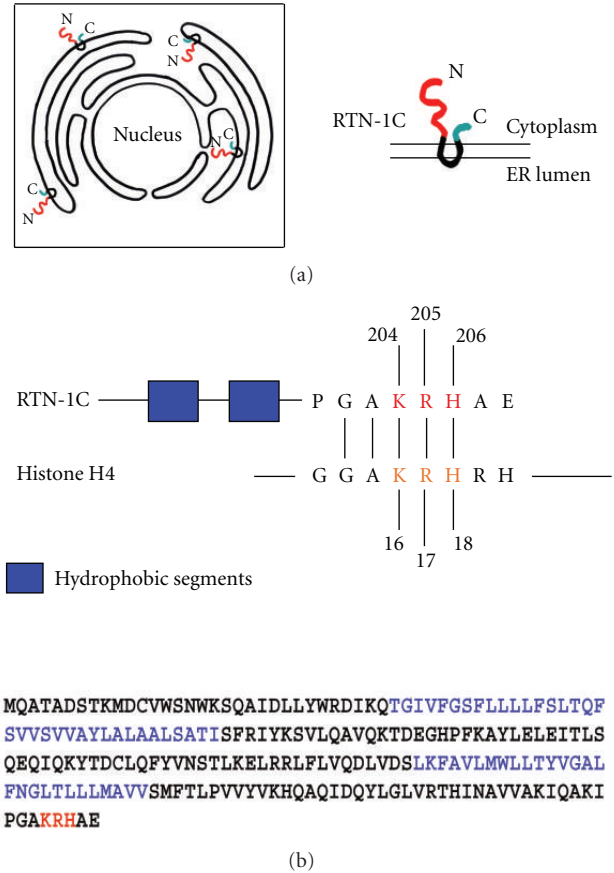 N
C
C
N
Nucleus
N
C
C
N
RTN-1C
N
C
Cytoplasm
ER lumen
(a)
205
204
206
RTN-1C
P G A K R H A E
Histone H4
G G A K R H R H
16
17
18
Hydrophobic segments
MQATADSTKMDCVWSNWKSQAIDLLYWRDIKQTGIVFGSFLLLLFSLTQF
SVVSVVAYLALAALSATISFRIYKSVLQAVQKTDEGHPFKAYLELEITLS
QEQIQKYTDCLQFYVNSTLKELRRLFLVQDLVDSLKFAVLMWLLTYVGAL
FNGLTLLLMAVVSMFTLPVVYVKHQAQIDQYLGLVRTHINAVVAKIQAKI
PGAKRHAE
(b)